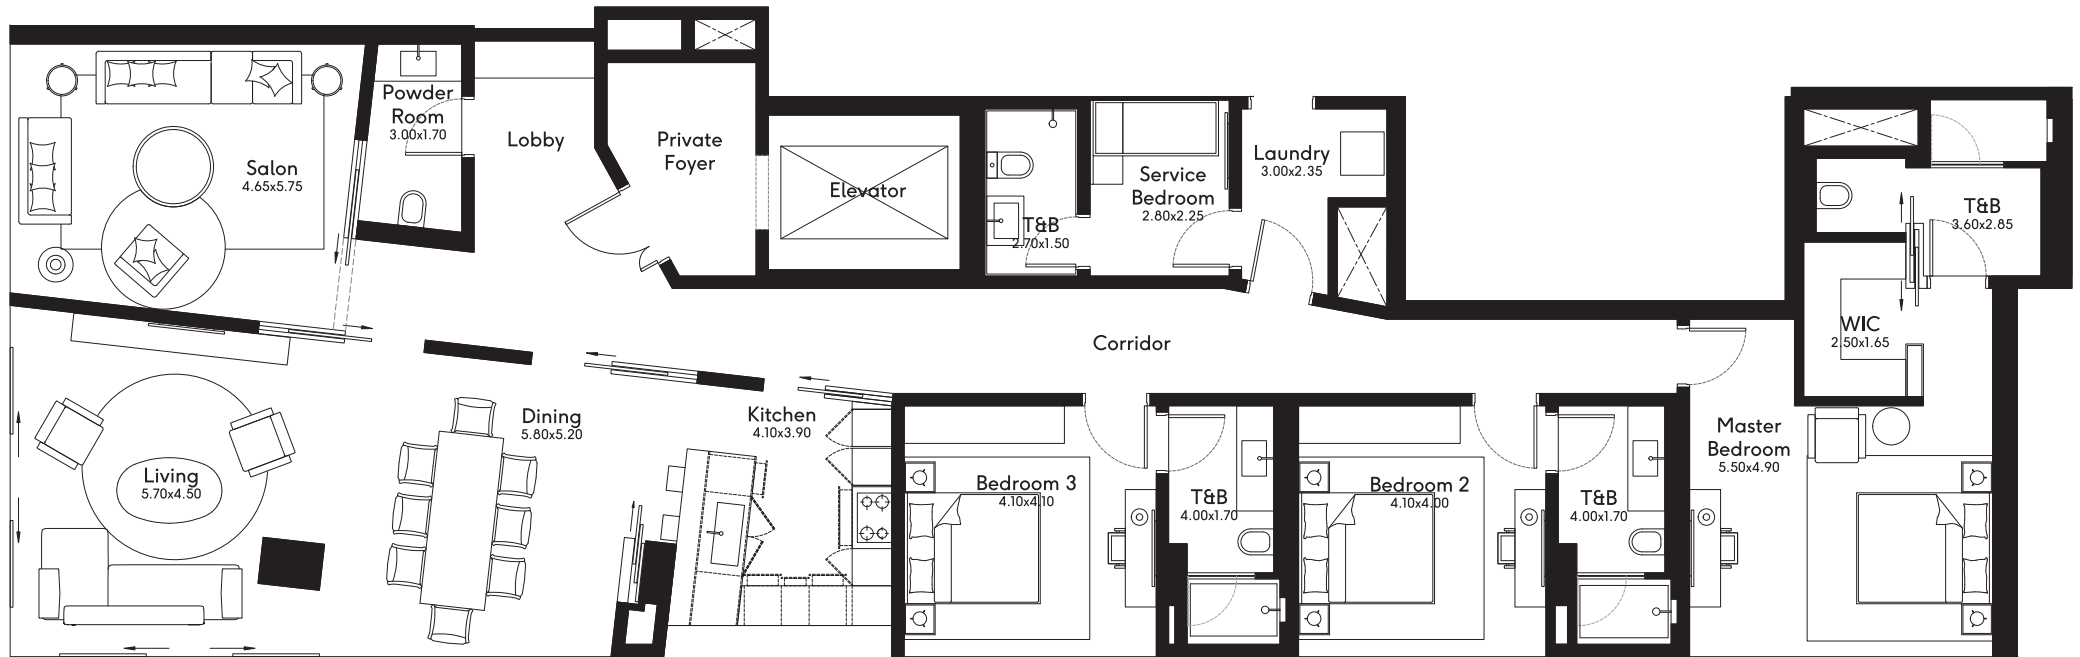 Powder
Room
3.00x1.70
Lobby
Private
Foyer
Salon
4.65x5.75
Elevator
Service
Bedroom
2.80x2.25
Laundry
3.00x2.35
T&B
2.70x1.50
T&B
3.60x2.85
WIC
2.50x1.65
Corridor
Dining
5.80x5.20
Kitchen
4.10x3.90
Master
Bedroom
5.50x4.90
Living
5.70x4.50
Bedroom 3
4.10x4.10
T&B
4.00x1.70
Bedroom 2
4.10x4.00
T&B
4.00x1.70